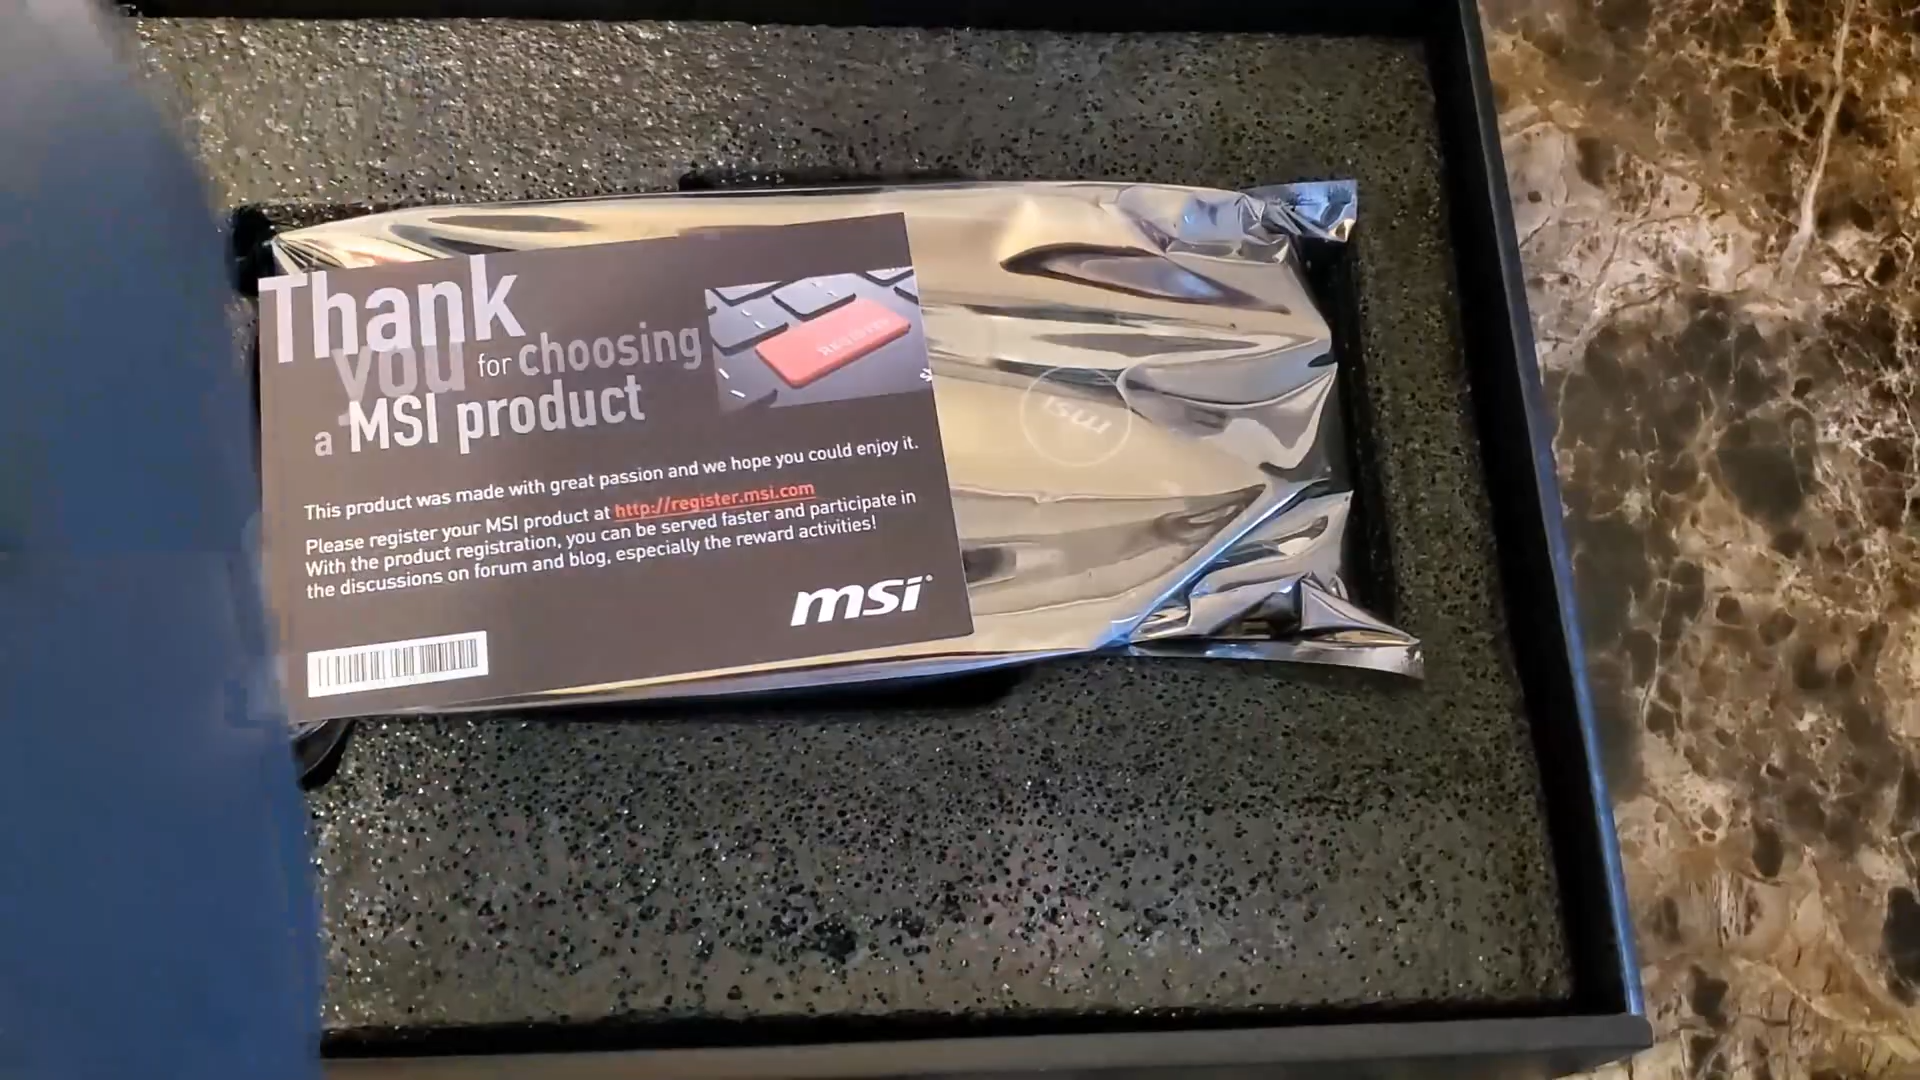 Thank
you for choosing
a MSI product
REGISTER
This product was made with great passion and we hope you could enjoy it.
Please register your MSI product at http://register.msi.com
With the product registration, you can be served faster and participate in
the discussions on forum and blog, especially the reward activities!
msi
msi